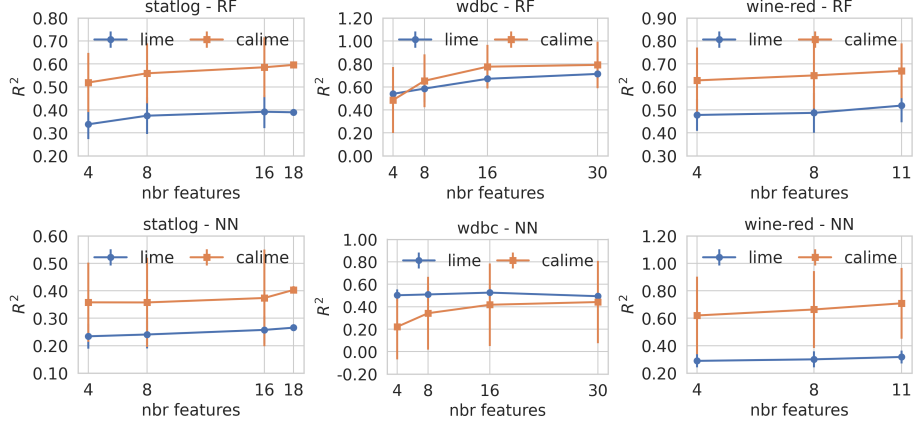 statlog - RF
0.80
0.70
0.60
0.50
0.40
0.30
0.20
R²
lime calime
4 8 16 18
nbr features
wdbc - RF
1.20
1.00
0.80
0.60
0.40
0.20
0.00
R²
lime calime
4 8 16 30
nbr features
wine-red - RF
0.90
0.80
0.70
0.60
0.50
0.40
0.30
R²
lime calime
4 8 11
nbr features
statlog - NN
0.60
0.50
0.40
0.30
0.20
0.10
R²
lime calime
4 8 16 18
nbr features
wdbc - NN
1.00
0.80
0.60
0.40
0.20
0.00
-0.20
R²
lime calime
4 8 16 30
nbr features
wine-red - NN
1.20
1.00
0.80
0.60
0.40
0.20
R²
lime calime
4 8 11
nbr features